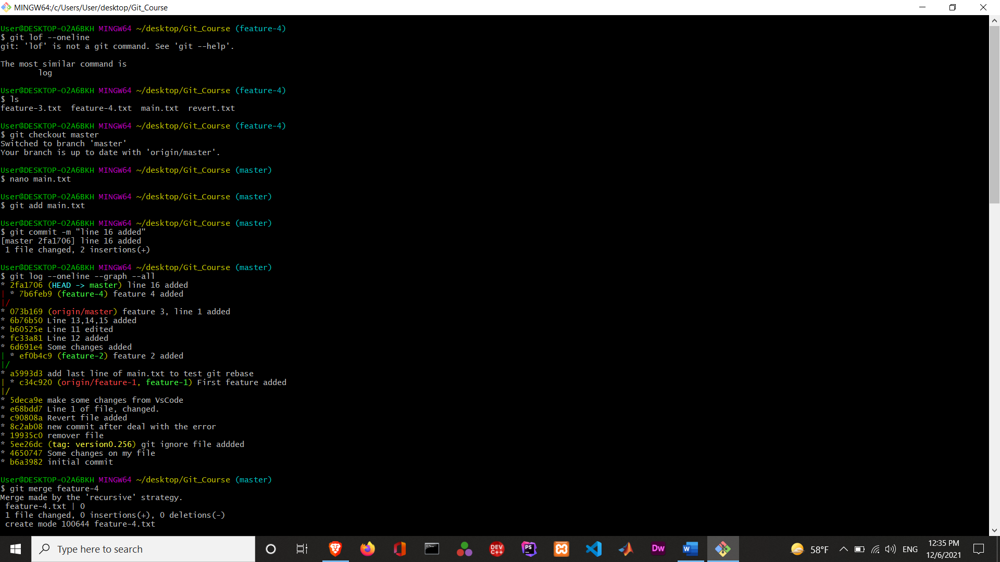 MINGW64:/c/Users/User/desktop/Git_Course
User@DESKTOP-O2A6BKH MINGW64 ~/desktop/Git_Course (feature-4)
$ git lof --oneline
git: 'lof' is not a git command. See 'git --help'.
The most similar command is
log
User@DESKTOP-O2A6BKH MINGW64 ~/desktop/Git_Course (feature-4)
$ ls
feature-3.txt  feature-4.txt  main.txt  revert.txt
User@DESKTOP-O2A6BKH MINGW64 ~/desktop/Git_Course (feature-4)
$ git checkout master
Switched to branch 'master'
Your branch is up to date with 'origin/master'.
User@DESKTOP-O2A6BKH MINGW64 ~/desktop/Git_Course (master)
$ nano main.txt
User@DESKTOP-O2A6BKH MINGW64 ~/desktop/Git_Course (master)
$ git add main.txt
User@DESKTOP-O2A6BKH MINGW64 ~/desktop/Git_Course (master)
$ git commit -m "line 16 added"
[master 2fa1706] line 16 added
1 file changed, 2 insertions(+)
User@DESKTOP-O2A6BKH MINGW64 ~/desktop/Git_Course (master)
$ git log --oneline --graph --all
* 2fa1706 (HEAD -> master) line 16 added
| * 7b6feb9 (feature-4) feature 4 added
|/
* 073b169 (origin/master) feature 3, line 1 added
* 6b76b50 Line 13,14,15 added
* b60525e Line 11 edited
* fc33a81 Line 12 added
* 6d691e4 Some changes added
| * ef0b4c9 (feature-2) feature 2 added
|/
* a5993d3 add last line of main.txt to test git rebase
| * c34c920 (origin/feature-1, feature-1) First feature added
|/
* 5deca9e make some changes from VsCode
* e68bdd7 Line 1 of file, changed.
* c90808a Revert file added
* 8c2ab08 new commit after deal with the error
* 19935c0 remover file
* 5ee26dc (tag: version0.256) git ignore file addded
* 4650747 Some changes on my file
* b6a3982 initial commit
User@DESKTOP-O2A6BKH MINGW64 ~/desktop/Git_Course (master)
$ git merge feature-4
Merge made by the 'recursive' strategy.
feature-4.txt | 0
1 file changed, 0 insertions(+), 0 deletions(-)
create mode 100644 feature-4.txt
Type here to search
DEV C++
PS
Dw
W
58°F
ENG
12:35 PM
12/6/2021